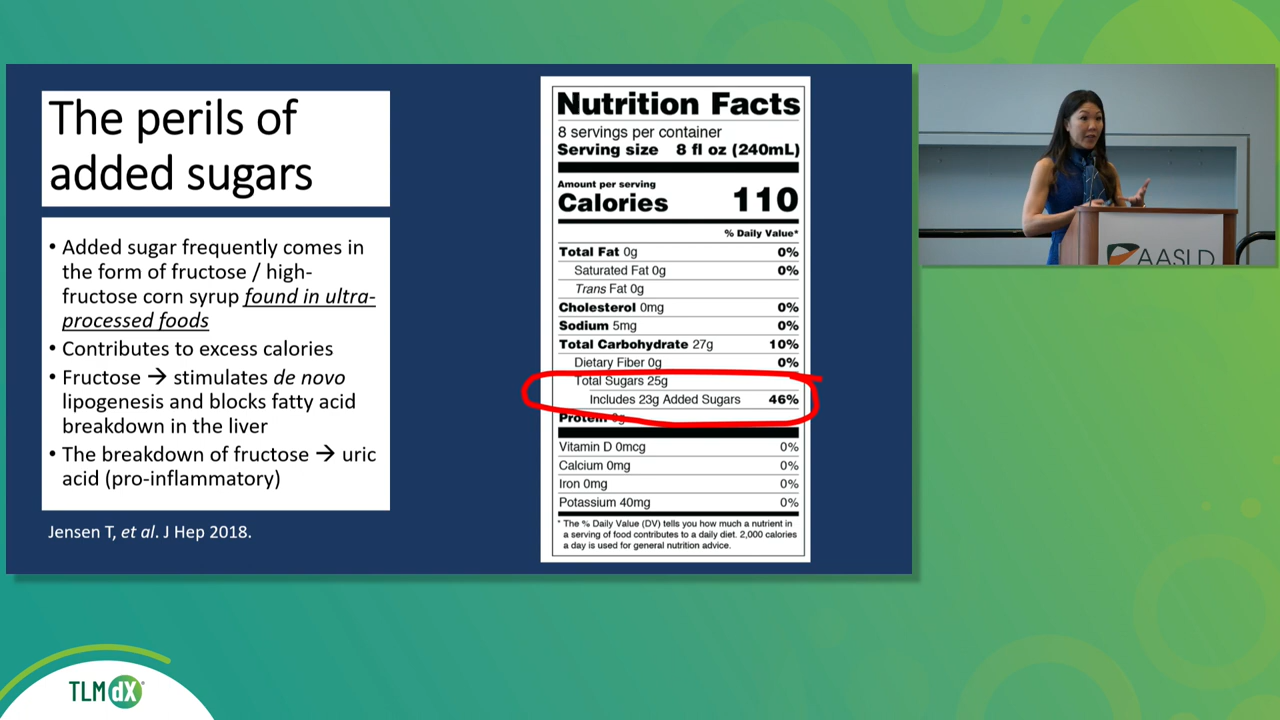 The perils of
added sugars
• Added sugar frequently comes in
the form of fructose / high-
fructose corn syrup found in ultra-
processed foods
• Contributes to excess calories
• Fructose → stimulates de novo
lipogenesis and blocks fatty acid
breakdown in the liver
• The breakdown of fructose → uric
acid (pro-inflammatory)
Jensen T, et al. J Hep 2018.
Nutrition Facts
8 servings per container
Serving size 8 fl oz (240mL)
Amount per serving
Calories 110
% Daily Value*
Total Fat 0g 0%
Saturated Fat 0g 0%
Trans Fat 0g
Cholesterol 0mg 0%
Sodium 5mg 0%
Total Carbohydrate 27g 10%
Dietary Fiber 0g 0%
Total Sugars 25g
Includes 23g Added Sugars 46%
Protein 0g
Vitamin D 0mcg 0%
Calcium 0mg 0%
Iron 0mg 0%
Potassium 40mg 0%
* The % Daily Value (DV) tells you how much a nutrient in
a serving of food contributes to a daily diet. 2,000 calories
a day is used for general nutrition advice.
AASLD
TLMdX